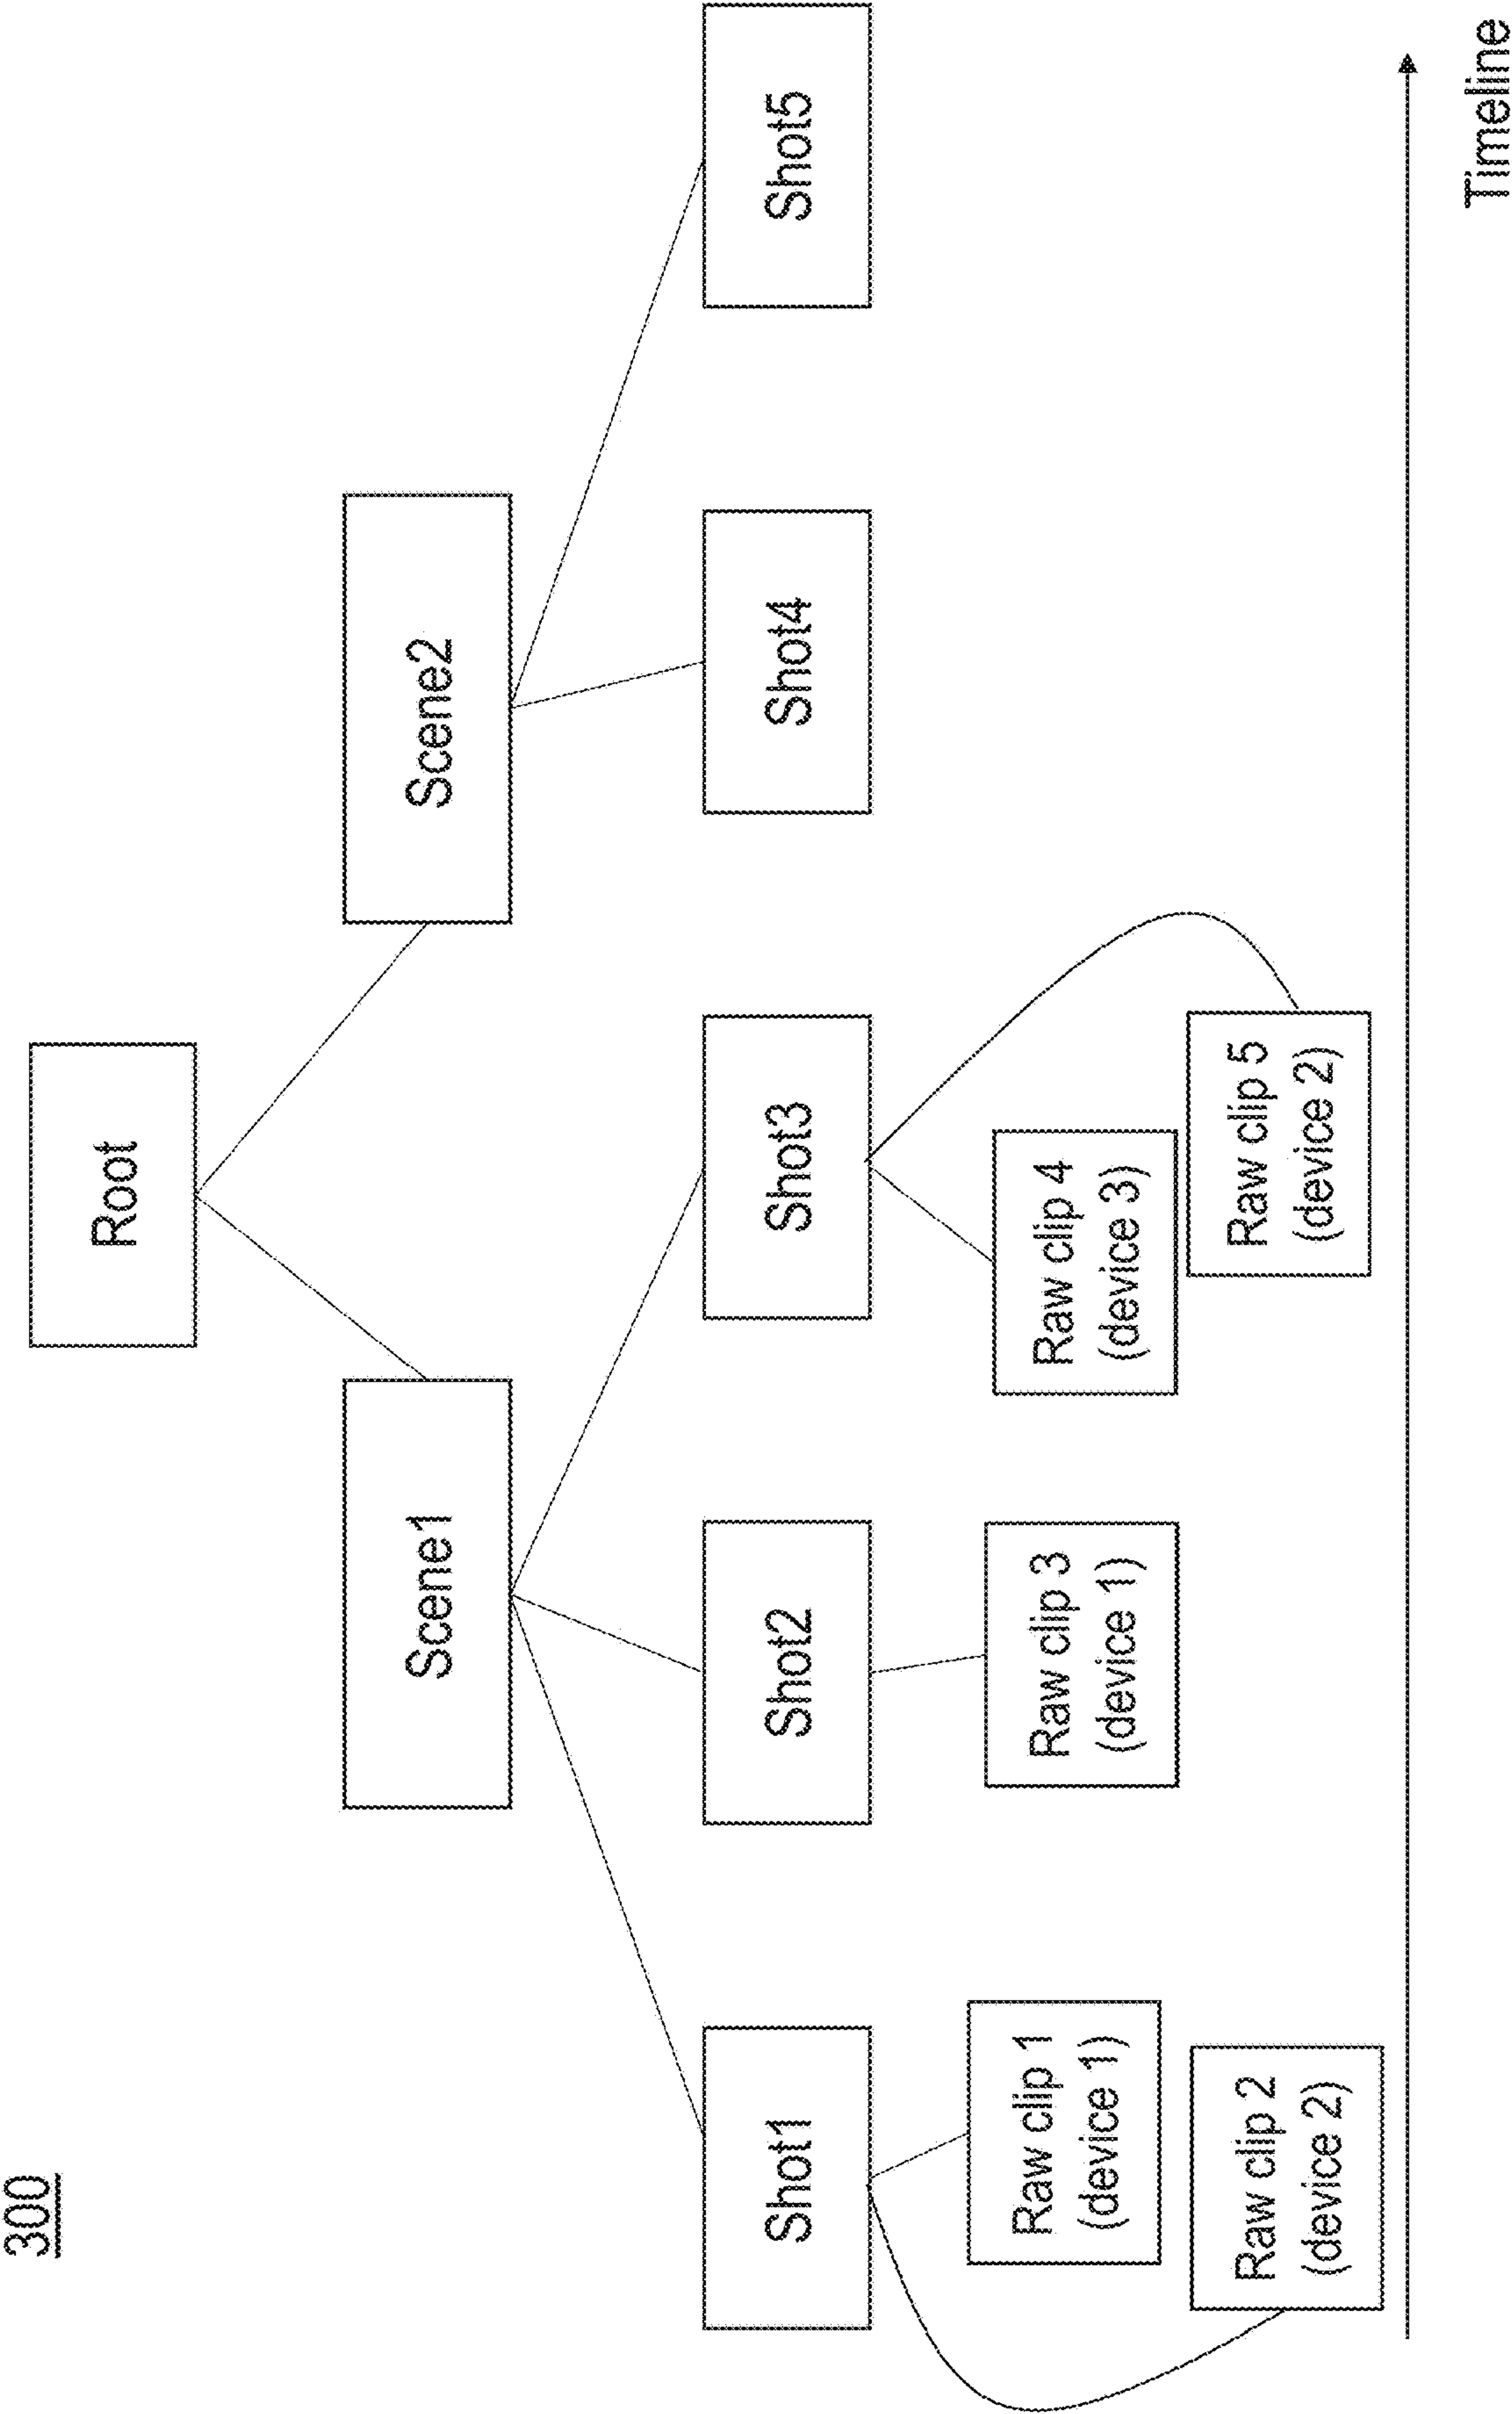 300
Root
Scene1
Scene2
Shot1
Shot2
Shot3
Shot4
Shot5
Raw clip 1
(device 1)
Raw clip 2
(device 2)
Raw clip 3
(device 1)
Raw clip 4
(device 3)
Raw clip 5
(device 2)
Timeline